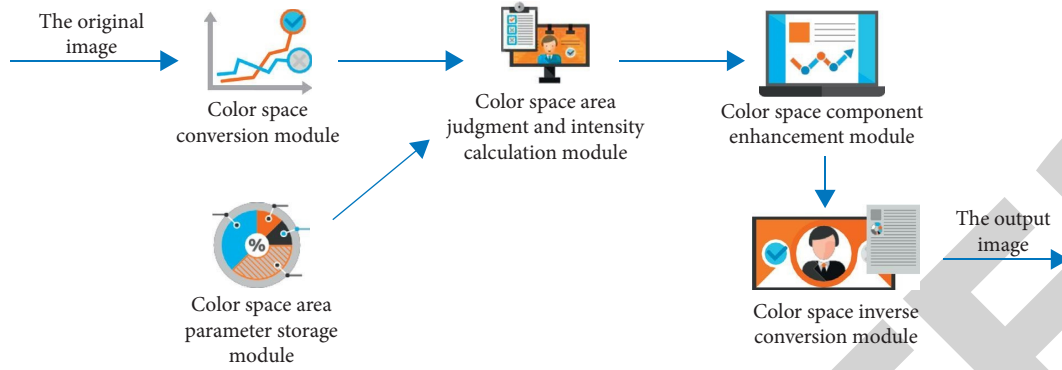 The original
image
Color space
conversion module
Color space area
judgment and intensity
calculation module
Color space component
enhancement module
%
Color space area
parameter storage
module
Color space inverse
conversion module
The output
image